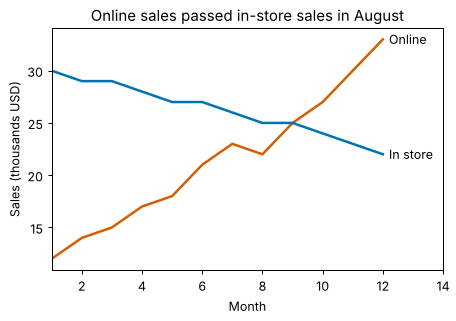 Online sales passed in-store sales in August
Online
In store
30
25
20
15
2 4 6 8 10 12 14
Sales (thousands USD)
Month